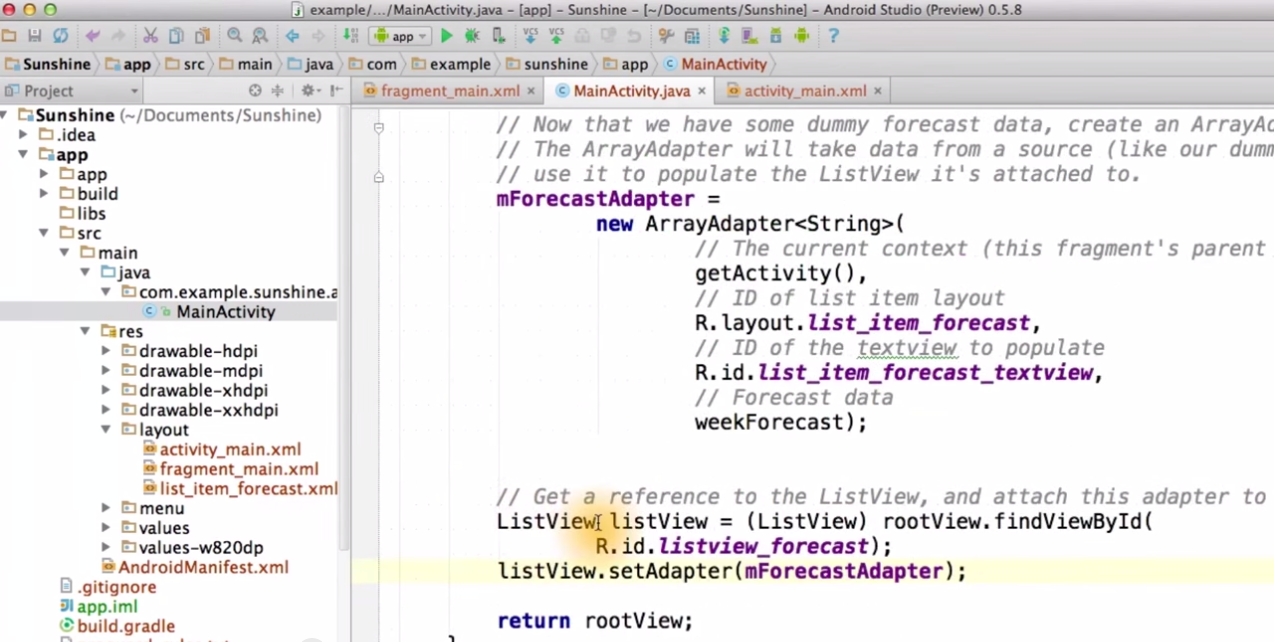 example/.../MainActivity.java - [app] - Sunshine - [~/Documents/Sunshine] - Android Studio (Preview) 0.5.8
app
Sunshine app src main java com example sunshine app MainActivity
Project
fragment_main.xml
MainActivity.java
activity_main.xml
Sunshine (~/Documents/Sunshine)
.idea
app
app
build
libs
src
main
java
com.example.sunshine.a
MainActivity
res
drawable-hdpi
drawable-mdpi
drawable-xhdpi
drawable-xxhdpi
layout
activity_main.xml
fragment_main.xml
list_item_forecast.xml
menu
values
values-w820dp
AndroidManifest.xml
.gitignore
app.iml
build.gradle
// Now that we have some dummy forecast data, create an ArrayAd
// The ArrayAdapter will take data from a source (like our dumm
// use it to populate the ListView it's attached to.
mForecastAdapter =
new ArrayAdapter<String>(
// The current context (this fragment's parent
getActivity(),
// ID of list item layout
R.layout.list_item_forecast,
// ID of the textview to populate
R.id.list_item_forecast_textview,
// Forecast data
weekForecast);
// Get a reference to the ListView, and attach this adapter to
ListView listView = (ListView) rootView.findViewById(
R.id.listview_forecast);
listView.setAdapter(mForecastAdapter);
return rootView;